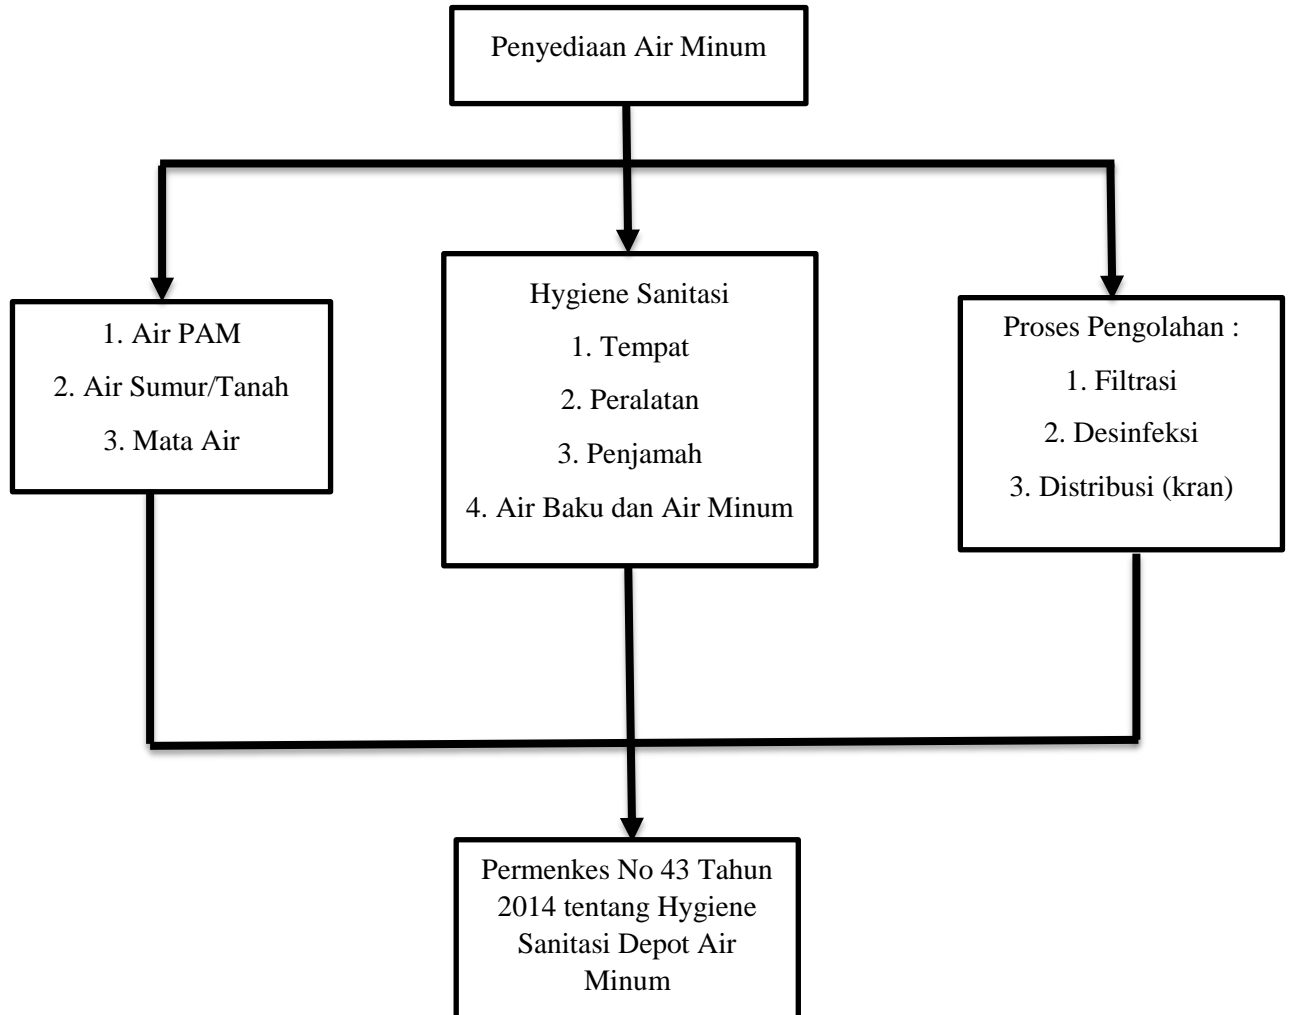 Penyediaan Air Minum
1. Air PAM
2. Air Sumur/Tanah
3. Mata Air
Hygiene Sanitasi
1. Tempat
2. Peralatan
3. Penjamah
4. Air Baku dan Air Minum
Proses Pengolahan :
1. Filtrasi
2. Desinfeksi
3. Distribusi (kran)
Permenkes No 43 Tahun
2014 tentang Hygiene
Sanitasi Depot Air
Minum